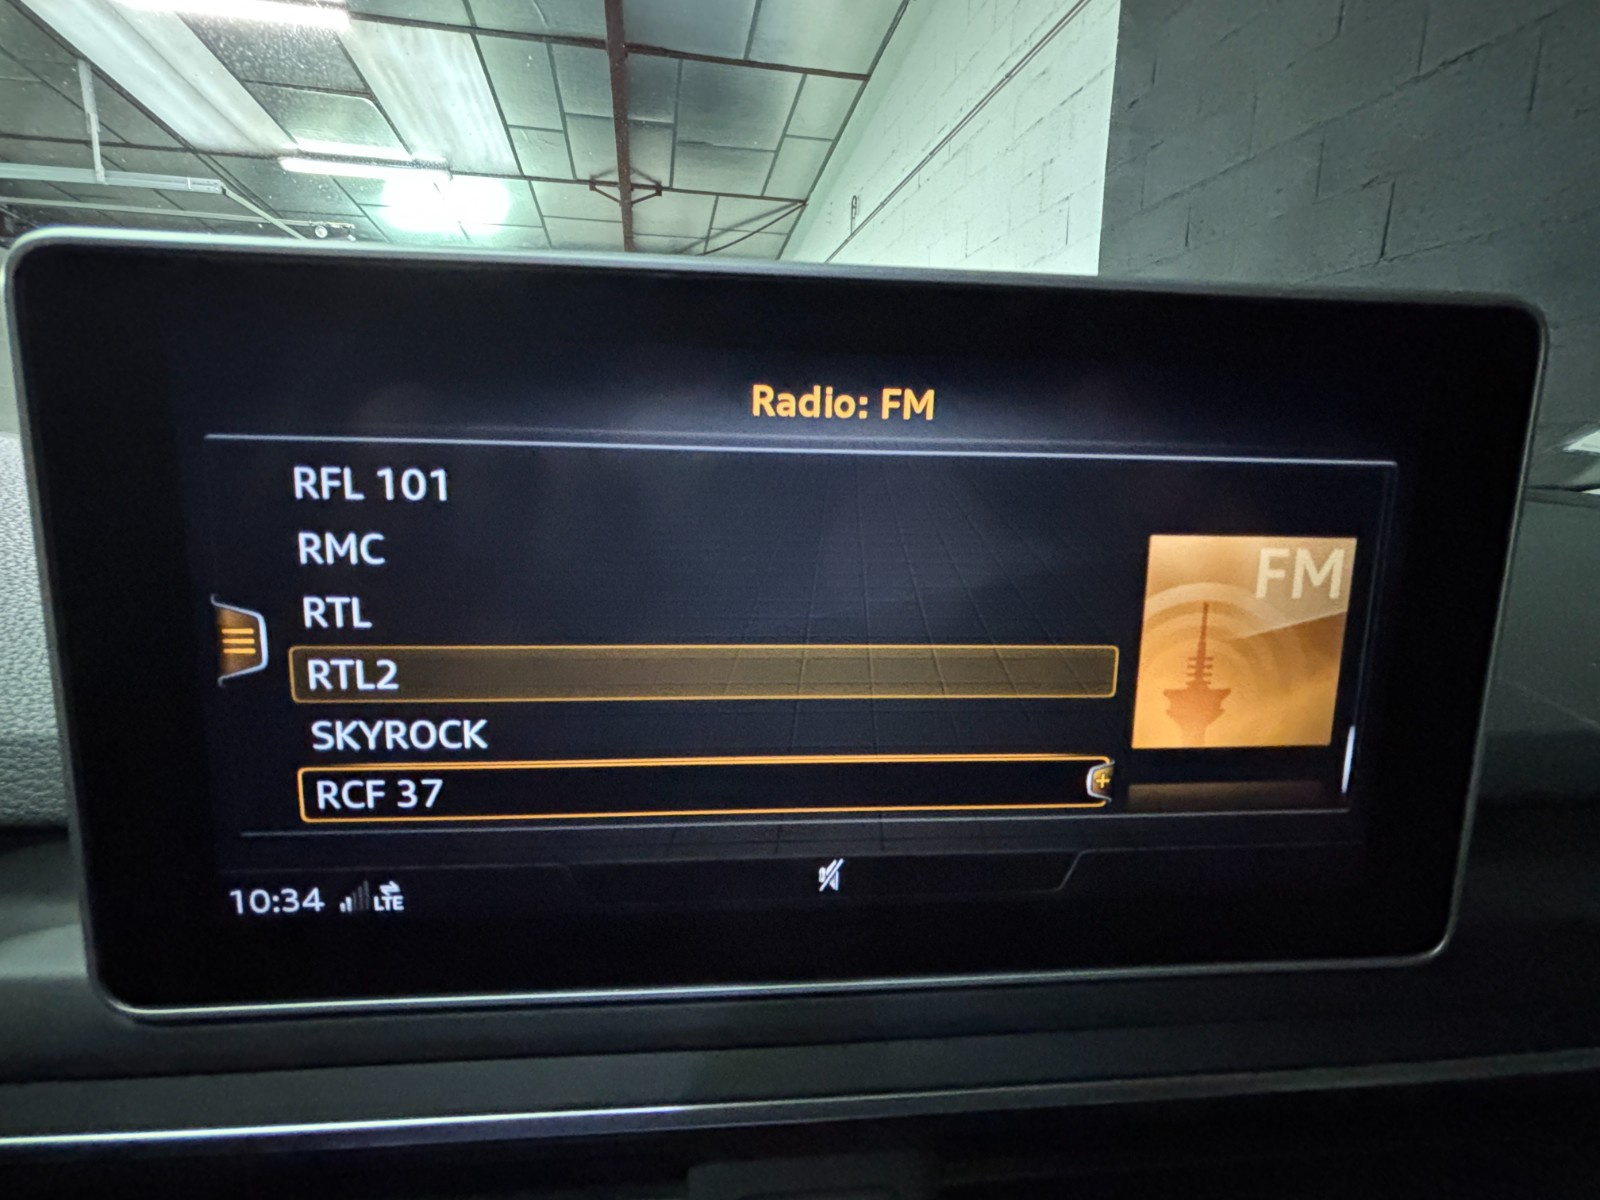 Radio: FM
RFL 101
RMC
FM
RTL
RTL2
SKYROCK
RCF 37
10:34 LTE